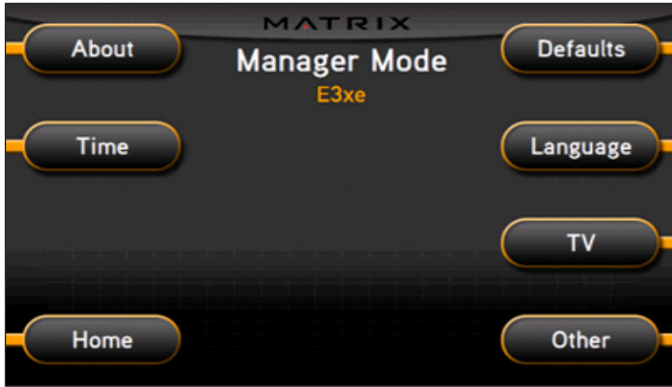 MATRIX
Manager Mode
E3xe
About
Time
Home
Defaults
Language
TV
Other